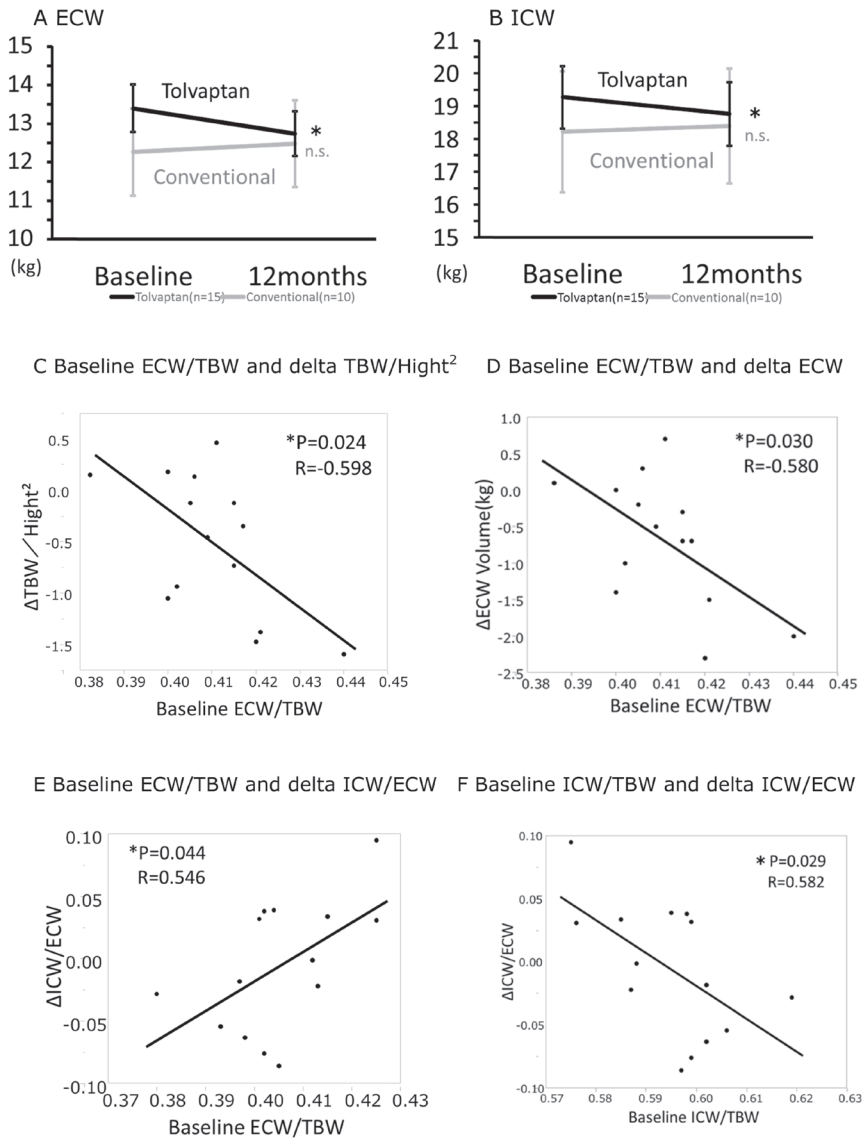 A ECW
15
14
13
12
11
10
(kg)
Tolvaptan
*
n.s.
Conventional
Baseline 12months
Tolvaptan(n=15) Conventional(n=10)
B ICW
21
20
19
18
17
16
15
(kg)
Tolvaptan
*
n.s.
Conventional
Baseline 12months
Tolvaptan(n=15) Conventional(n=10)
C Baseline ECW/TBW and delta TBW/Hight²
*P=0.024
R=-0.598
0.5
0.0
-0.5
-1.0
-1.5
ΔTBW/Hight²
0.38 0.39 0.40 0.41 0.42 0.43 0.44 0.45
Baseline ECW/TBW
D Baseline ECW/TBW and delta ECW
*P=0.030
R=-0.580
1.0
0.5
0.0
-0.5
-1.0
-1.5
-2.0
-2.5
ΔECW Volume(kg)
0.38 0.39 0.40 0.41 0.42 0.43 0.44 0.45
Baseline ECW/TBW
E Baseline ECW/TBW and delta ICW/ECW
*P=0.044
R=0.546
0.10
0.05
0.00
-0.05
-0.10
ΔICW/ECW
0.37 0.38 0.39 0.40 0.41 0.42 0.43
Baseline ECW/TBW
F Baseline ICW/TBW and delta ICW/ECW
* P=0.029
R=0.582
0.10
0.05
0.00
-0.05
-0.10
ΔICW/ECW
0.57 0.58 0.59 0.60 0.61 0.62 0.63
Baseline ICW/TBW